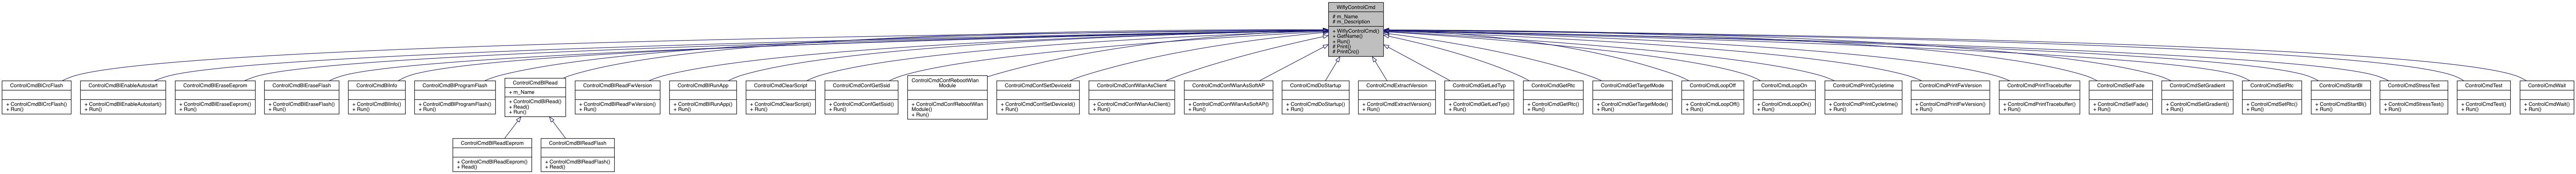 WiflyControlCmd
# m_Name
# m_Description
+ WiflyControlCmd()
+ GetName()
+ Run()
# Print()
# PrintCrc()
ControlCmdBlCrcFlash
+ ControlCmdBlCrcFlash()
+ Run()
ControlCmdBlEnableAutostart
+ ControlCmdBlEnableAutostart()
+ Run()
ControlCmdBlEraseEeprom
+ ControlCmdBlEraseEeprom()
+ Run()
ControlCmdBlEraseFlash
+ ControlCmdBlEraseFlash()
+ Run()
ControlCmdBlInfo
+ ControlCmdBlInfo()
+ Run()
ControlCmdBlProgramFlash
+ ControlCmdBlProgramFlash()
+ Run()
ControlCmdBlRead
+ m_Name
+ ControlCmdBlRead()
+ Read()
+ Run()
ControlCmdBlReadFwVersion
+ ControlCmdBlReadFwVersion()
+ Run()
ControlCmdBlRunApp
+ ControlCmdBlRunApp()
+ Run()
ControlCmdClearScript
+ ControlCmdClearScript()
+ Run()
ControlCmdConfGetSsid
+ ControlCmdConfGetSsid()
+ Run()
ControlCmdConfRebootWlan
Module
+ ControlCmdConfRebootWlan
Module()
+ Run()
ControlCmdConfSetDeviceId
+ ControlCmdConfSetDeviceId()
+ Run()
ControlCmdConfWlanAsClient
+ ControlCmdConfWlanAsClient()
+ Run()
ControlCmdConfWlanAsSoftAP
+ ControlCmdConfWlanAsSoftAP()
+ Run()
ControlCmdDoStartup
+ ControlCmdDoStartup()
+ Run()
ControlCmdExtractVersion
+ ControlCmdExtractVersion()
+ Run()
ControlCmdGetLedTyp
+ ControlCmdGetLedTyp()
+ Run()
ControlCmdGetRtc
+ ControlCmdGetRtc()
+ Run()
ControlCmdGetTargetMode
+ ControlCmdGetTargetMode()
+ Run()
ControlCmdLoopOff
+ ControlCmdLoopOff()
+ Run()
ControlCmdLoopOn
+ ControlCmdLoopOn()
+ Run()
ControlCmdPrintCycletime
+ ControlCmdPrintCycletime()
+ Run()
ControlCmdPrintFwVersion
+ ControlCmdPrintFwVersion()
+ Run()
ControlCmdPrintTracebuffer
+ ControlCmdPrintTracebuffer()
+ Run()
ControlCmdSetFade
+ ControlCmdSetFade()
+ Run()
ControlCmdSetGradient
+ ControlCmdSetGradient()
+ Run()
ControlCmdSetRtc
+ ControlCmdSetRtc()
+ Run()
ControlCmdStartBl
+ ControlCmdStartBl()
+ Run()
ControlCmdStressTest
+ ControlCmdStressTest()
+ Run()
ControlCmdTest
+ ControlCmdTest()
+ Run()
ControlCmdWait
+ ControlCmdWait()
+ Run()
ControlCmdBlReadEeprom
+ ControlCmdBlReadEeprom()
+ Read()
ControlCmdBlReadFlash
+ ControlCmdBlReadFlash()
+ Read()